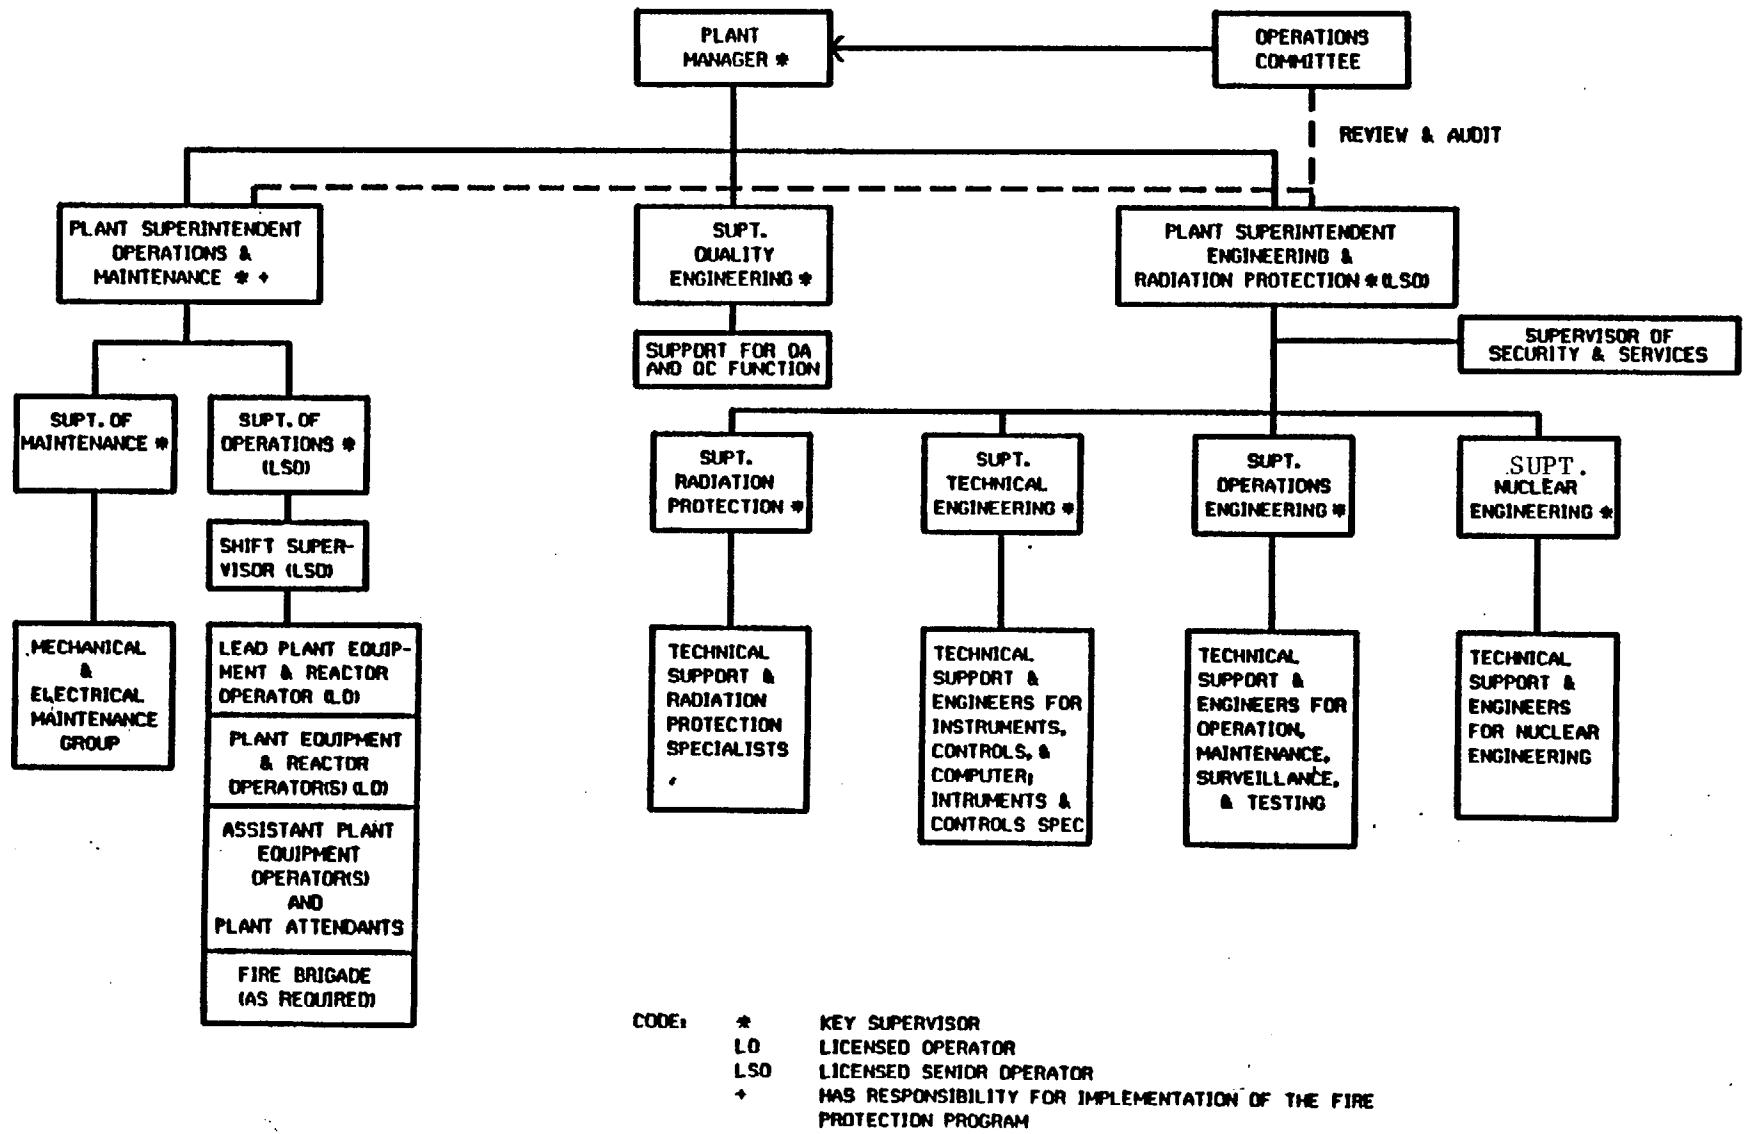 PLANT
MANAGER *
OPERATIONS
COMMITTEE
REVIEW & AUDIT
PLANT SUPERINTENDENT
OPERATIONS &
MAINTENANCE * +
SUPT.
QUALITY
ENGINEERING *
PLANT SUPERINTENDENT
ENGINEERING &
RADIATION PROTECTION * (LSO)
SUPPORT FOR QA
AND QC FUNCTION
SUPERVISOR OF
SECURITY & SERVICES
SUPT. OF
MAINTENANCE *
SUPT. OF
OPERATIONS *
(LSO)
SUPT.
RADIATION
PROTECTION *
SUPT.
TECHNICAL
ENGINEERING *
SUPT.
OPERATIONS
ENGINEERING *
SUPT.
NUCLEAR
ENGINEERING *
SHIFT SUPER-
VISOR (LSO)
MECHANICAL
&
ELECTRICAL
MAINTENANCE
GROUP
LEAD PLANT EQUIP-
MENT & REACTOR
OPERATOR (LO)
PLANT EQUIPMENT
& REACTOR
OPERATOR(S) (LO)
ASSISTANT PLANT
EQUIPMENT
OPERATOR(S)
AND
PLANT ATTENDANTS
FIRE BRIGADE
(AS REQUIRED)
TECHNICAL
SUPPORT &
RADIATION
PROTECTION
SPECIALISTS
TECHNICAL
SUPPORT &
ENGINEERS FOR
INSTRUMENTS,
CONTROLS, &
COMPUTER;
INTRUMENTS &
CONTROLS SPEC
TECHNICAL
SUPPORT &
ENGINEERS FOR
OPERATION,
MAINTENANCE,
SURVEILLANCE,
& TESTING
TECHNICAL
SUPPORT &
ENGINEERS
FOR NUCLEAR
ENGINEERING
CODE: * KEY SUPERVISOR
LO LICENSED OPERATOR
LSO LICENSED SENIOR OPERATOR
+ HAS RESPONSIBILITY FOR IMPLEMENTATION OF THE FIRE
PROTECTION PROGRAM